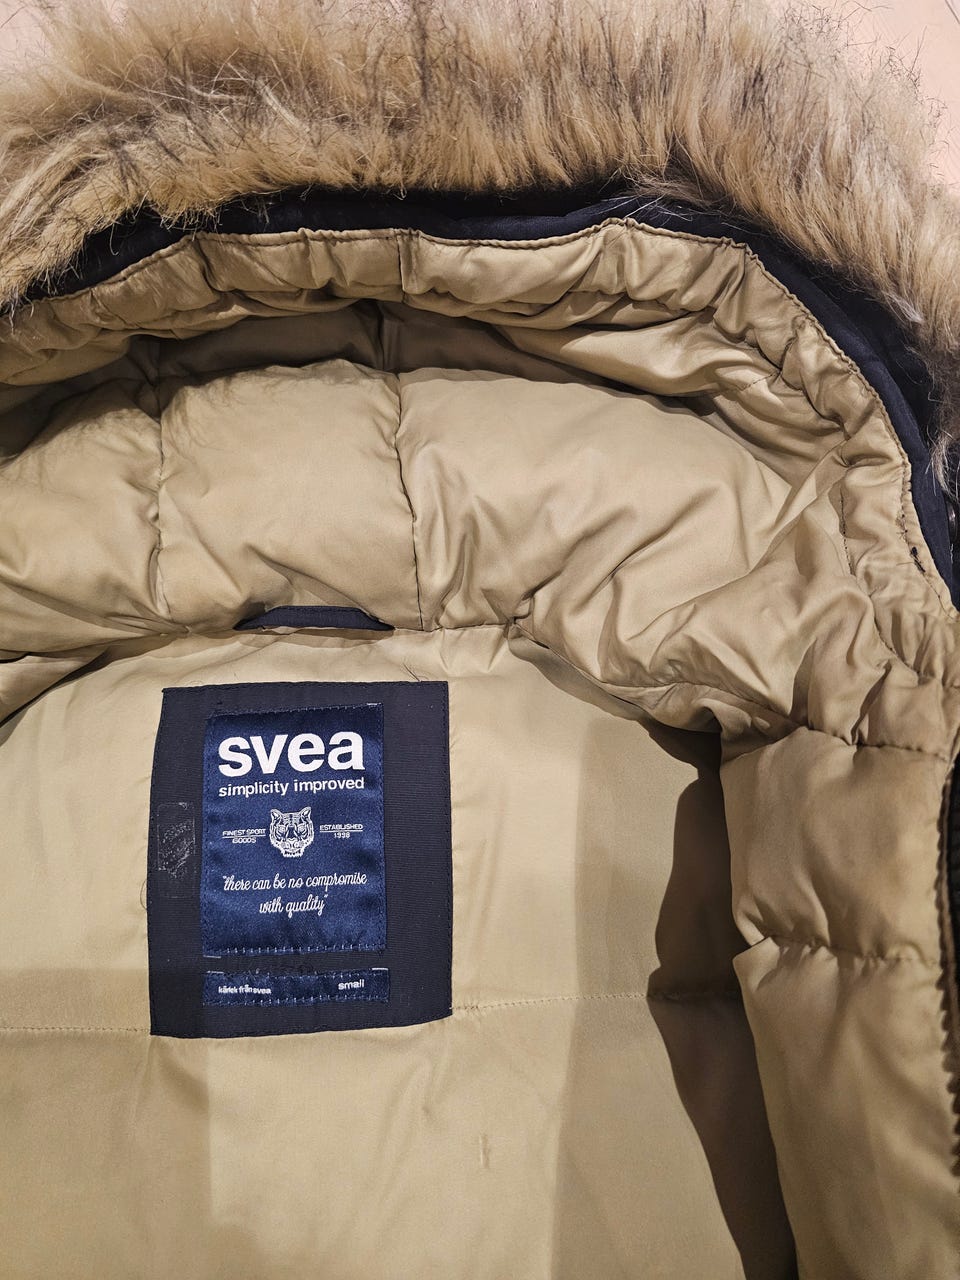 svea
simplicity improved
FINEST SPORT
GOODS
ESTABLISHED
1998
"there can be no compromise
with quality"
kärlek från svea
small